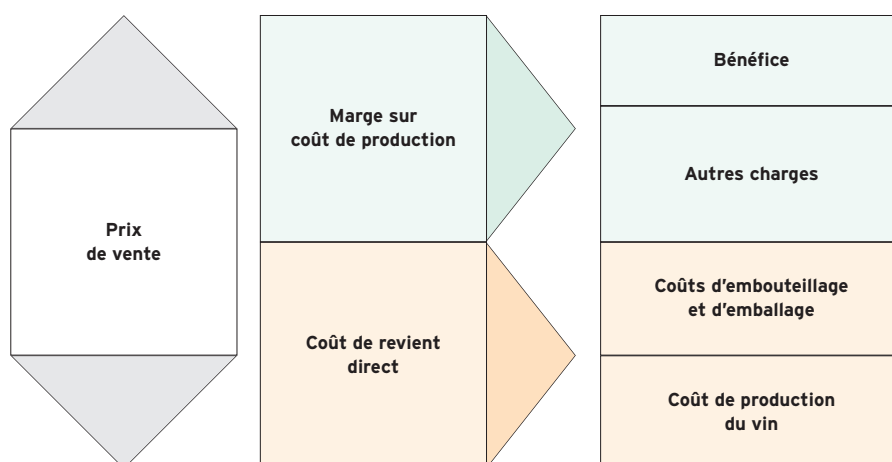 Prix
de vente
Marge sur
coût de production
Coût de revient
direct
Bénéfice
Autres charges
Coûts d’embouteillage
et d’emballage
Coût de production
du vin